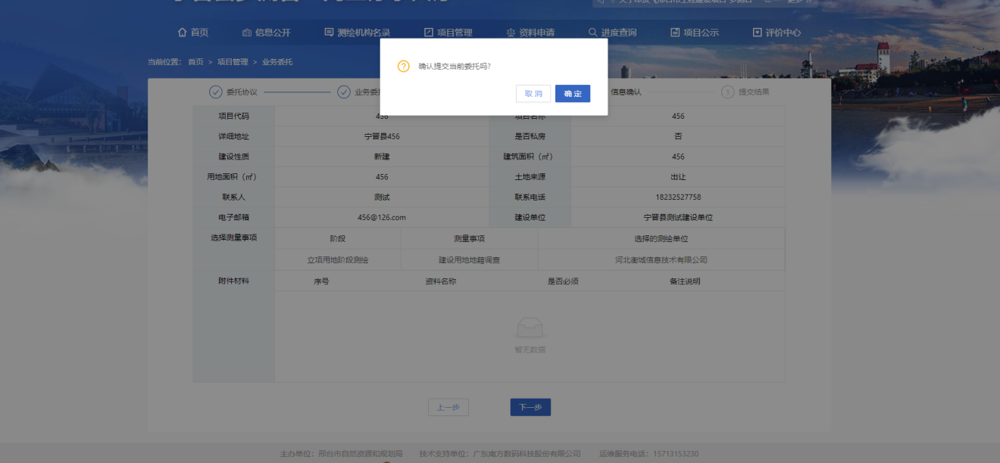 首页 信息公开 测绘机构名录 项目管理 资料申请 进度查询 项目公示 评价中心
当前位置： 首页 > 项目管理 > 业务委托
确认提交当前委托吗?
取消 确定
委托协议 业务委 信息确认 5 提交结果
项目代码 456 项目名称 456
详细地址 宁晋县456 是否私房 否
建设性质 新建 建筑面积（㎡） 456
用地面积（㎡） 456 土地来源 出让
联系人 测试 联系电话 18232527758
电子邮箱 456@126.com 建设单位 宁晋县测试建设单位
选择测量事项 阶段 测量事项 选择的测绘单位
立项用地阶段测绘 建设用地地籍调查 河北衡城信息技术有限公司
附件材料 序号 资料名称 是否必须 备注说明
暂无数据
上一步 下一步
主办单位：邢台市自然资源和规划局 技术支持单位：广东南方数码科技股份有限公司 运维服务电话：15713153230